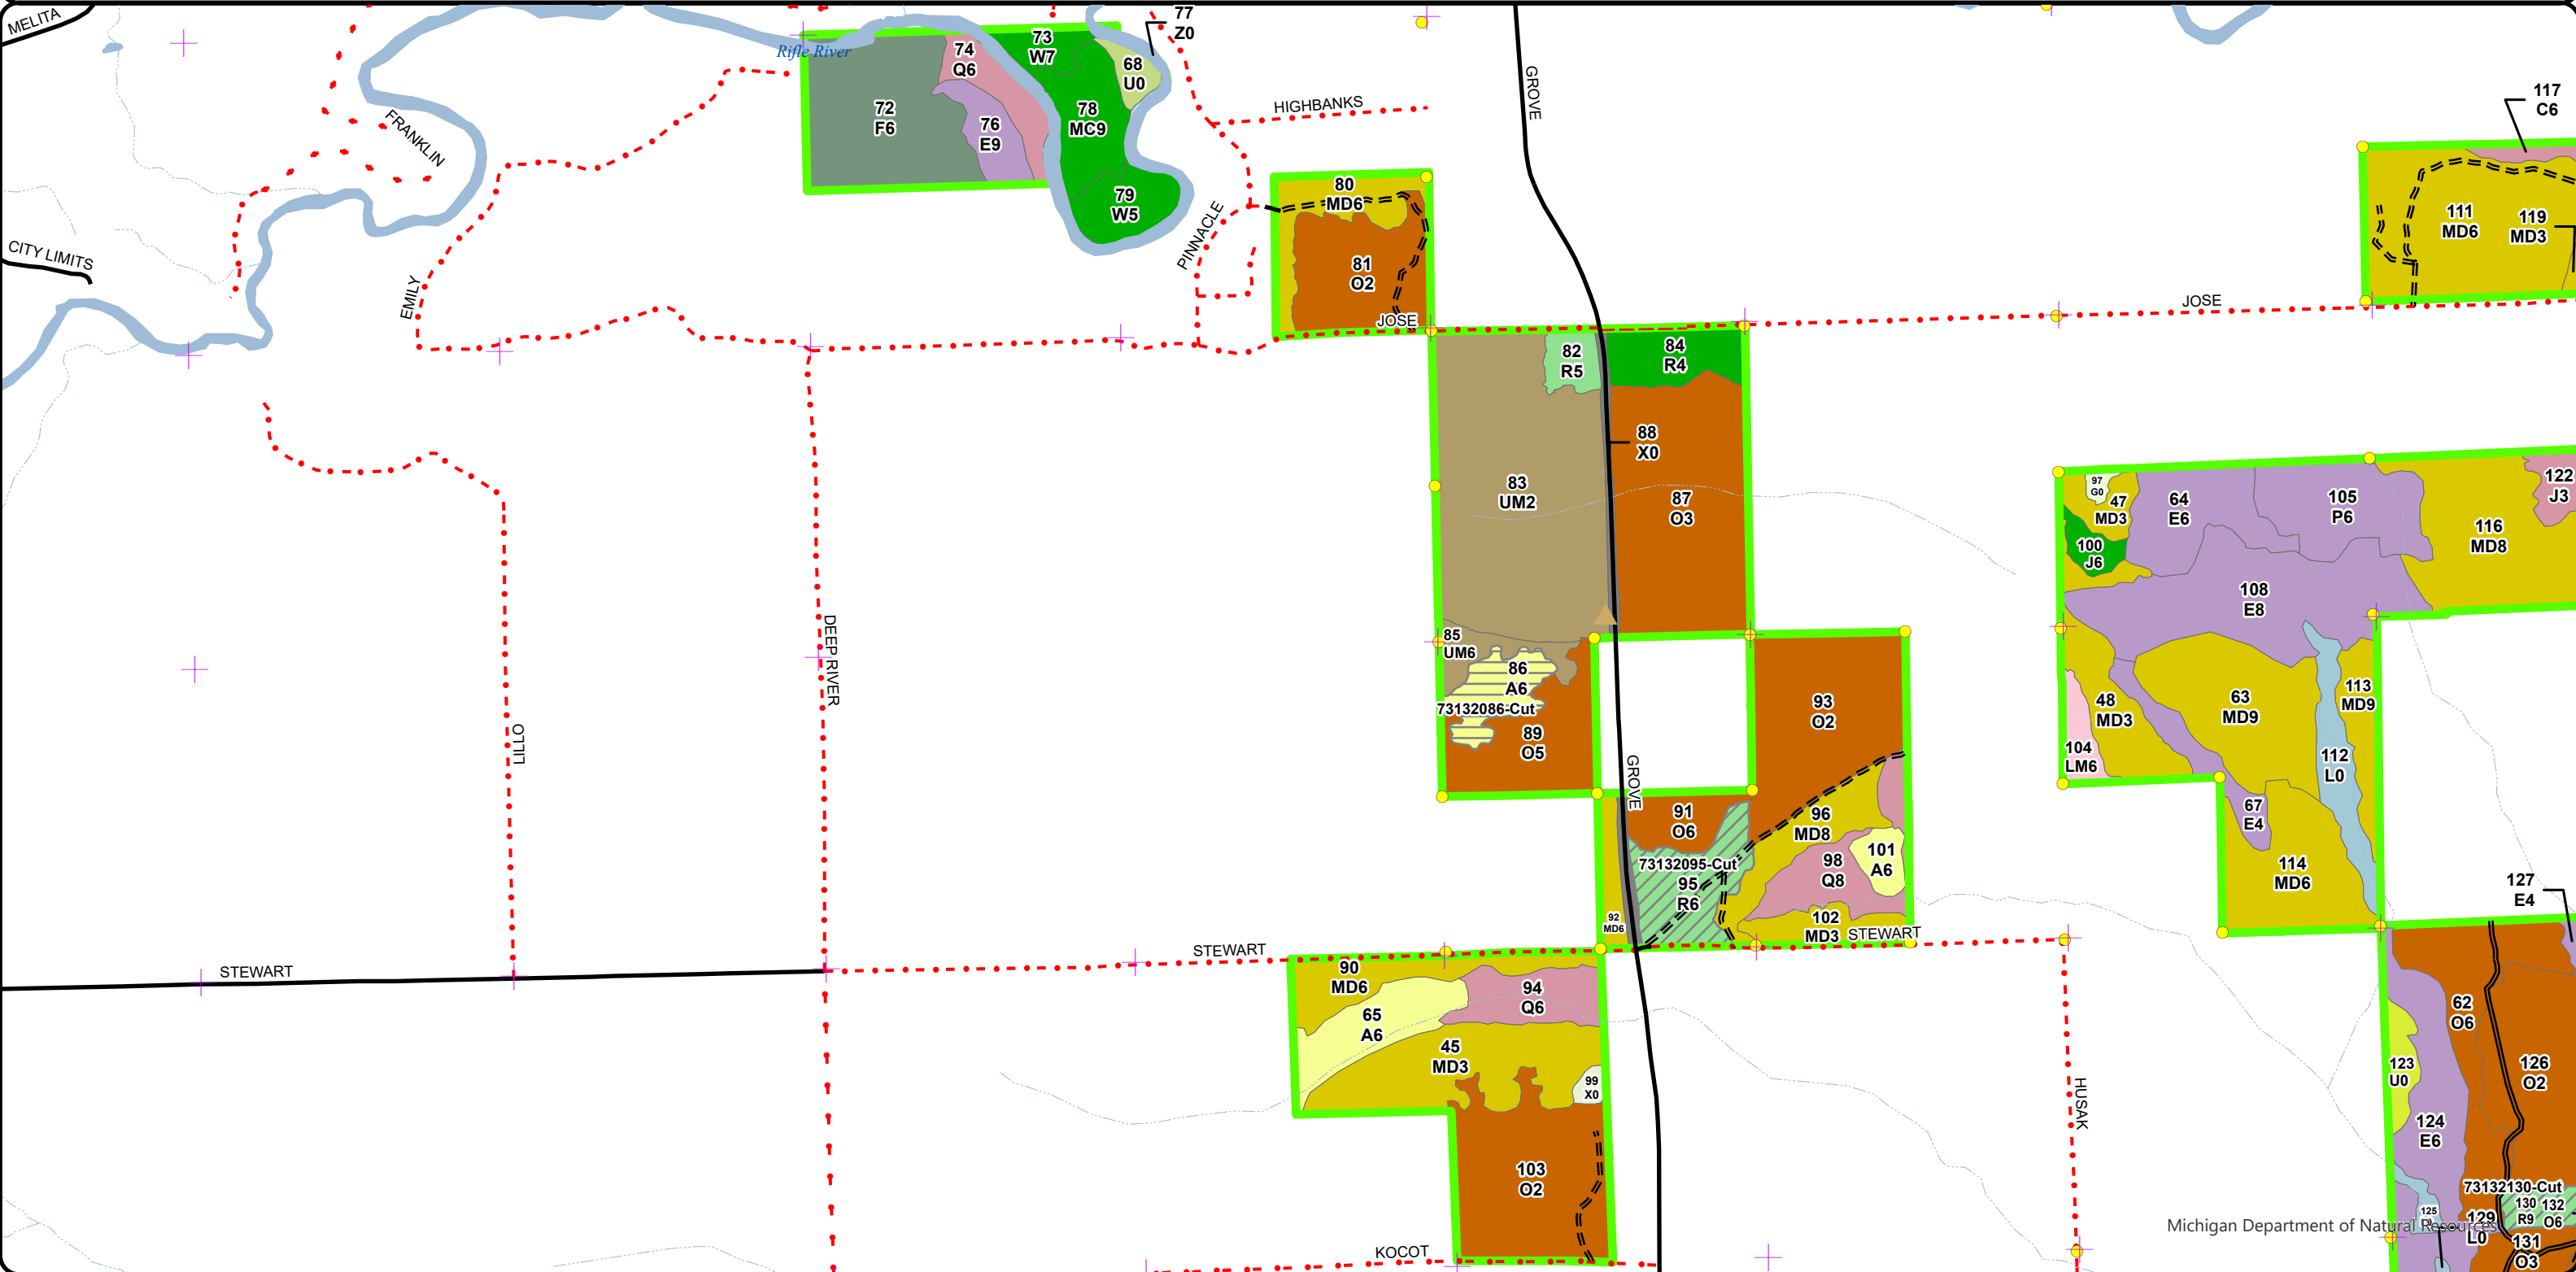 MELITA
77
Z0
Rifle River
73
W7
74
Q6
68
U0
GROVE
117
C6
HIGHBANKS
72
F6
76
E9
78
MC9
FRANKLIN
79
W5
80
MD6
PINNACLE
111
MD6
119
MD3
CITY LIMITS
EMILY
81
O2
JOSE
JOSE
82
R5
84
R4
88
X0
83
UM2
87
O3
97
G0
47
MD3
64
E6
105
P6
122
J3
116
MD8
100
J6
108
E8
DEEP RIVER
LILLO
85
UM6
86
A6
73132086-Cut
89
O5
GROVE
93
O2
48
MD3
63
MD9
113
MD9
104
LM6
112
L0
67
E4
91
O6
96
MD8
73132095-Cut
95
R6
98
Q8
101
A6
114
MD6
92
MD6
102
MD3
STEWART
127
E4
STEWART
STEWART
90
MD6
94
Q6
65
A6
45
MD3
99
X0
62
O6
123
U0
126
O2
HUSAK
124
E6
103
O2
73132130-Cut
130
R9
132
O6
125
129
L0
131
O3
Michigan Department of Natural Resources
KOCOT